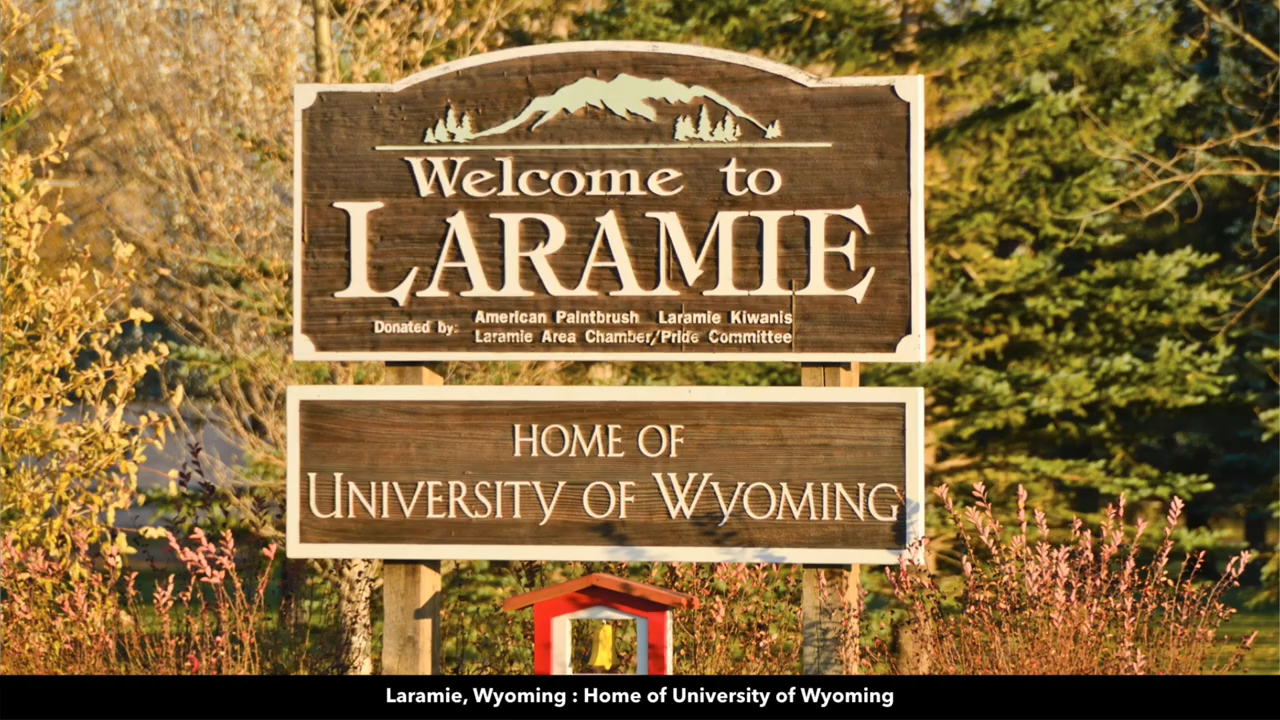 Welcome to
LARAMIE
Donated by: American Paintbrush Laramie Kiwanis
Laramie Area Chamber/Pride Committee
HOME OF
UNIVERSITY OF WYOMING
Laramie, Wyoming : Home of University of Wyoming